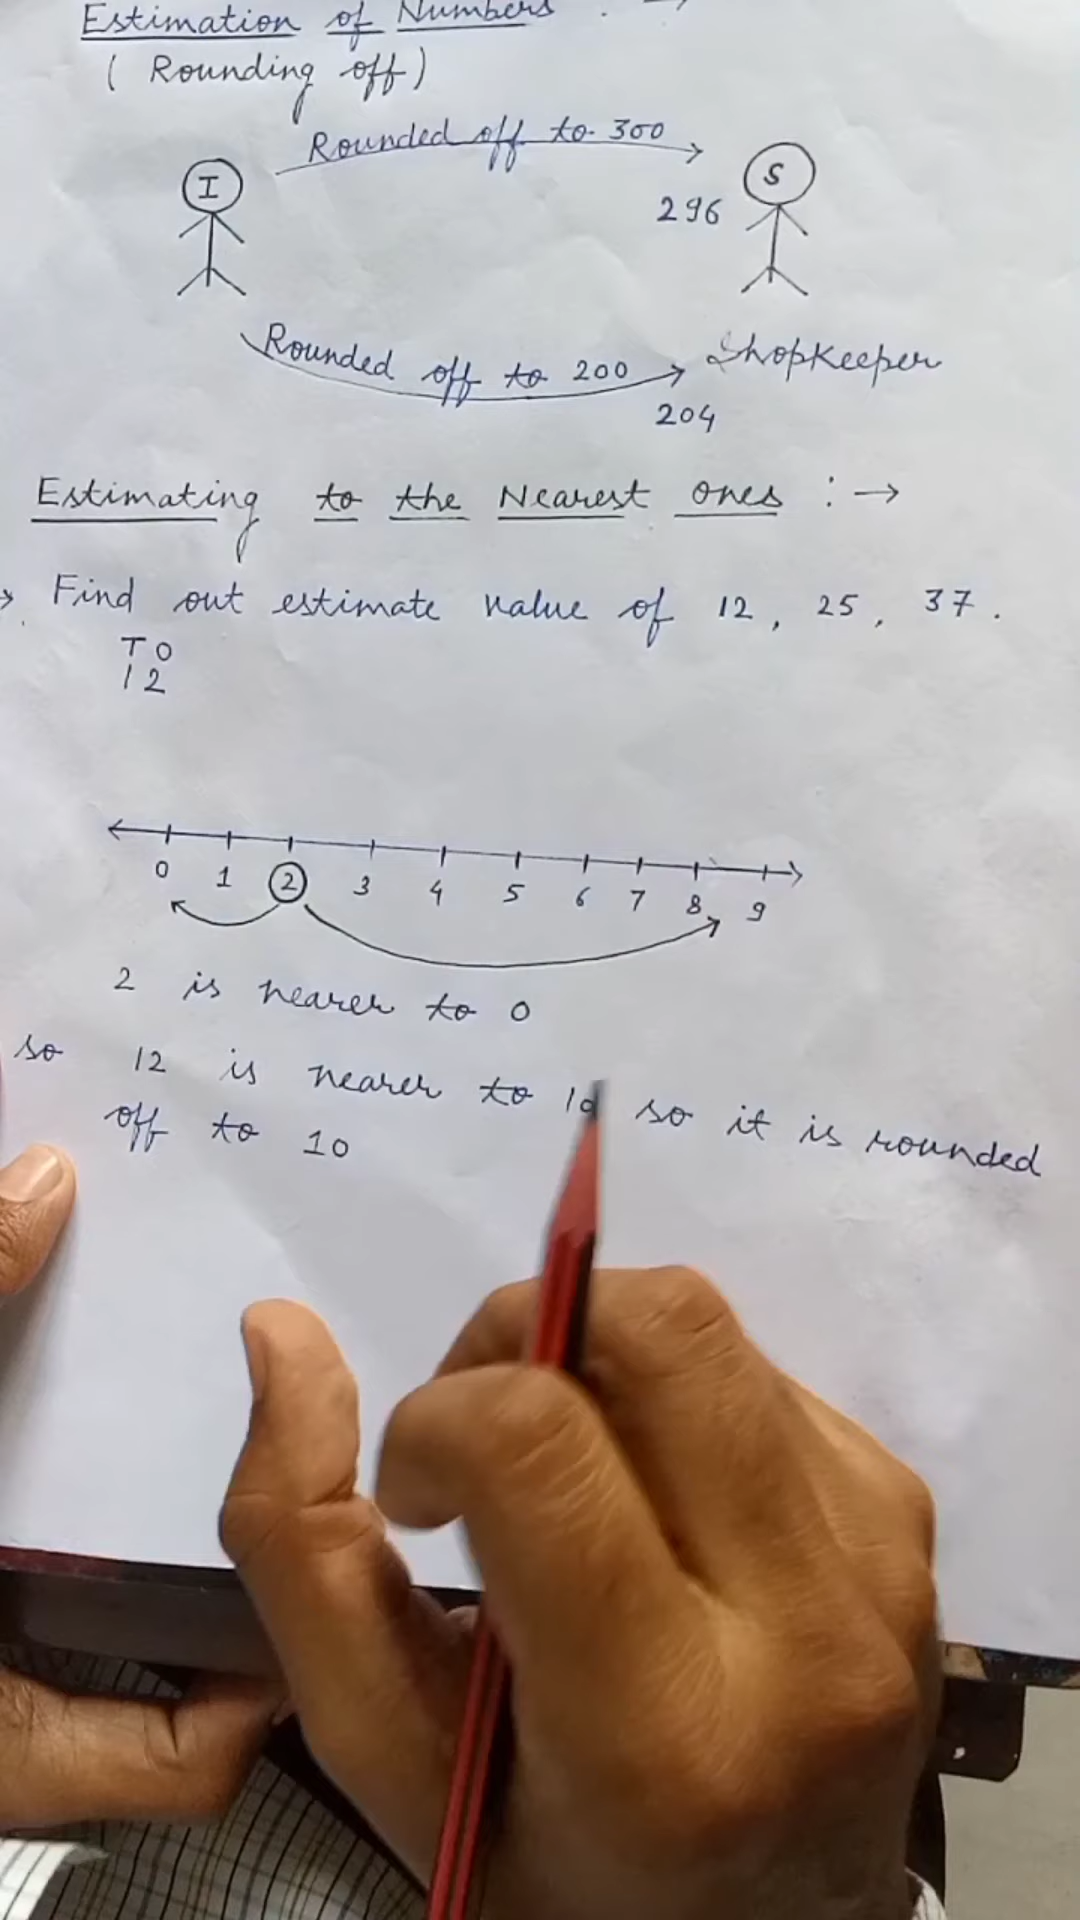 Estimation of Numbers : →
( Rounding off )
Rounded off to 300
I
S
296
Rounded off to 200
Shopkeeper
204
Estimating to the Nearest ones : →
→ Find out estimate value of 12, 25, 37.
T O
1 2
0 1 2 3 4 5 6 7 8 9
2 is nearer to 0
so 12 is nearer to 10 so it is rounded
off to 10